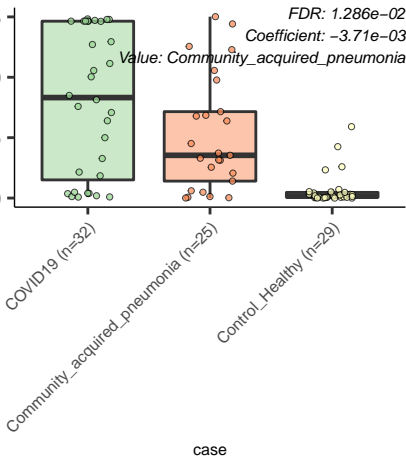 FDR: 1.286e−02
Coefficient: −3.71e−03
Value: Community_acquired_pneumonia
COVID19 (n=32)
Community_acquired_pneumonia (n=25)
Control_Healthy (n=29)
case